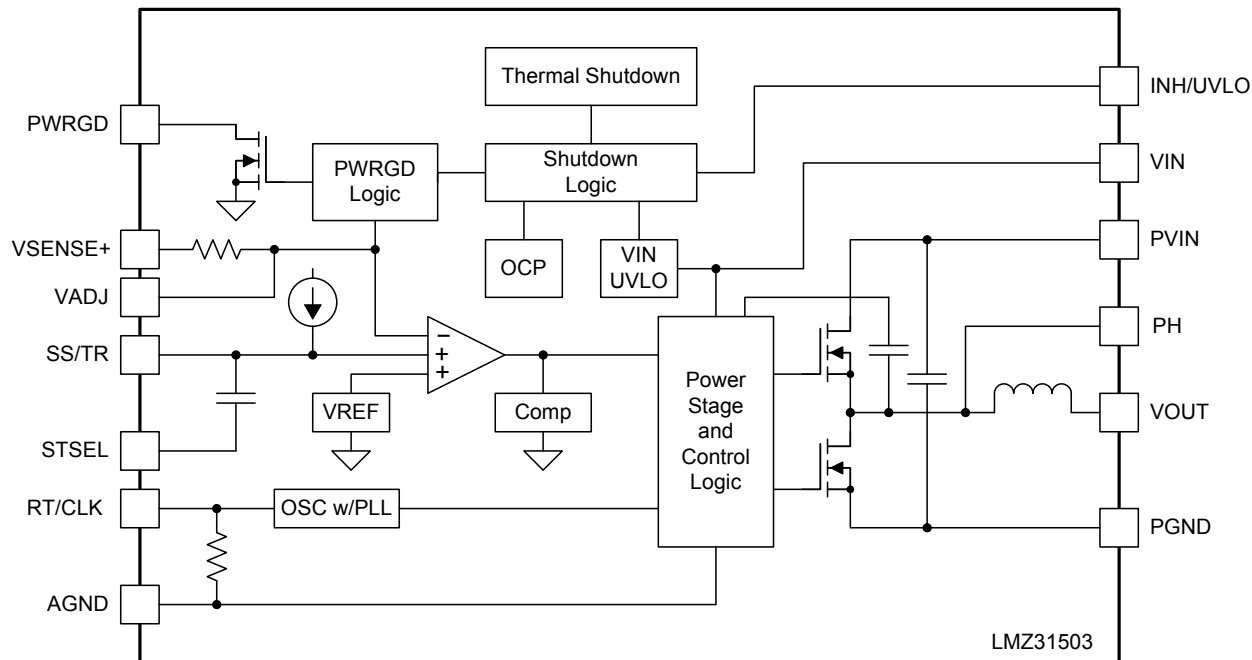 Thermal Shutdown
INH/UVLO
PWRGD
PWRGD
Logic
Shutdown
Logic
VIN
VSENSE+
OCP
VIN
UVLO
PVIN
VADJ
PH
SS/TR
−
+
+
VREF
Comp
Power
Stage
and
Control
Logic
VOUT
STSEL
RT/CLK
OSC w/PLL
PGND
AGND
LMZ31503